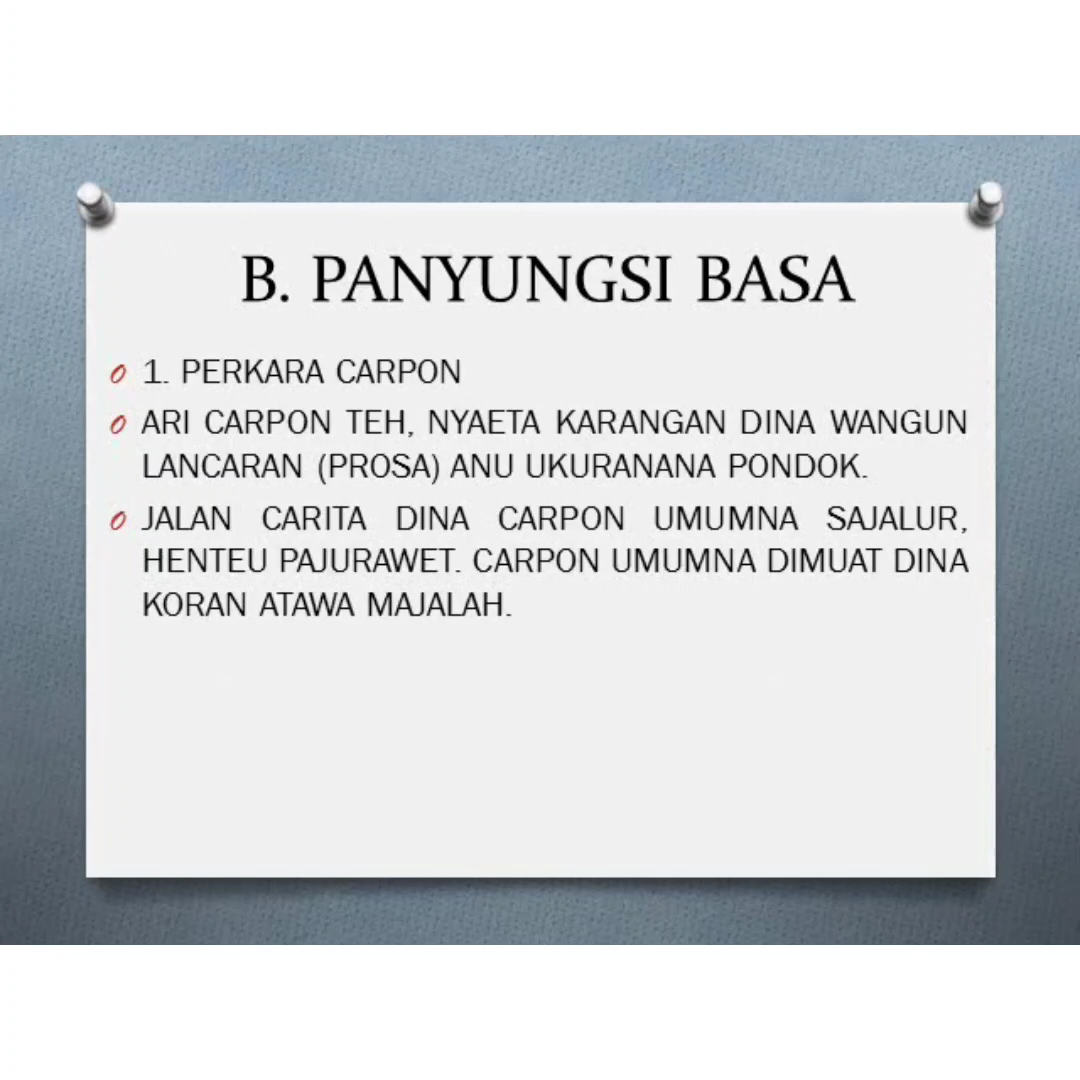 B. PANYUNGSI BASA
1. PERKARA CARPON
ARI CARPON TEH, NYAETA KARANGAN DINA WANGUN
LANCARAN (PROSA) ANU UKURANANA PONDOK.
JALAN CARITA DINA CARPON UMUMNA SAJALUR,
HENTEU PAJURAWET. CARPON UMUMNA DIMUAT DINA
KORAN ATAWA MAJALAH.